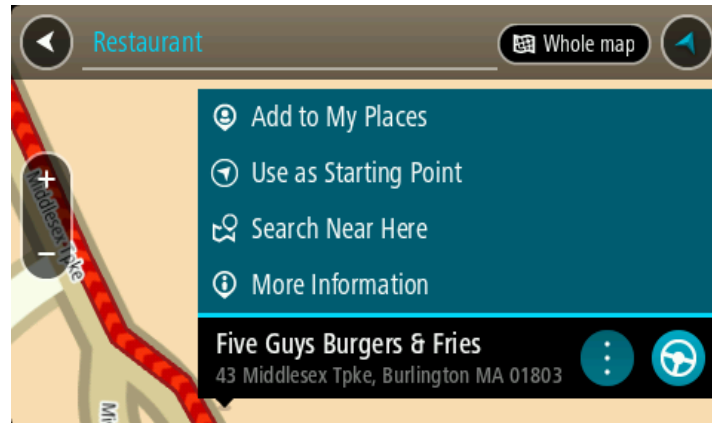 Restaurant
Whole map
Add to My Places
Use as Starting Point
Search Near Here
More Information
Five Guys Burgers & Fries
43 Middlesex Tpke, Burlington MA 01803
+
Middlesex Tpke
−
Mi